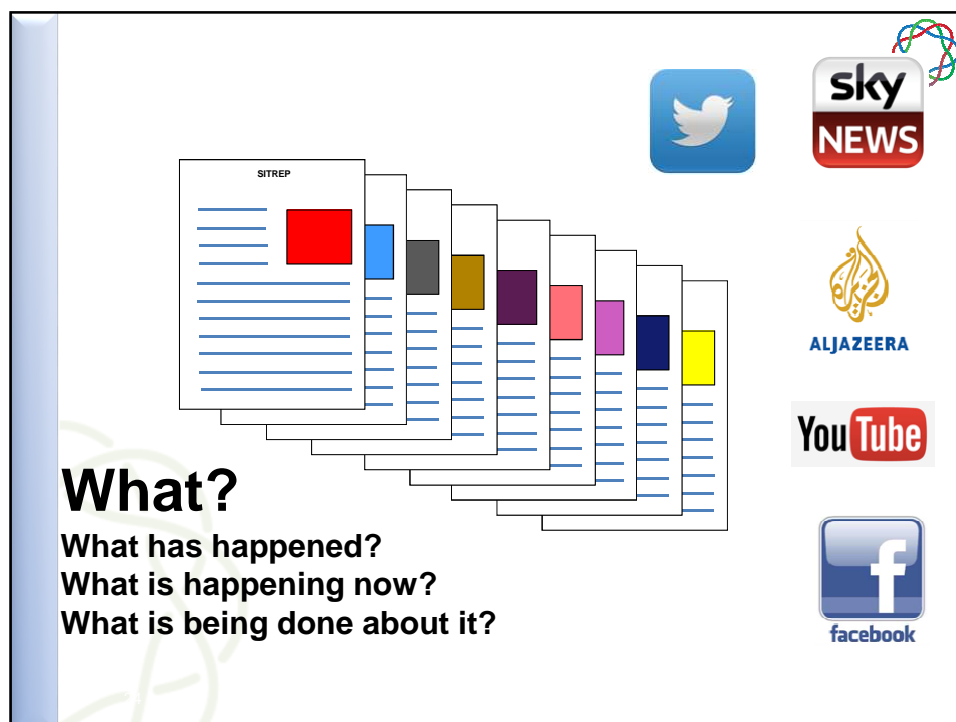 sky
NEWS
SITREP
الجزيرة
ALJAZEERA
YouTube
What?
What has happened?
What is happening now?
What is being done about it?
f
facebook